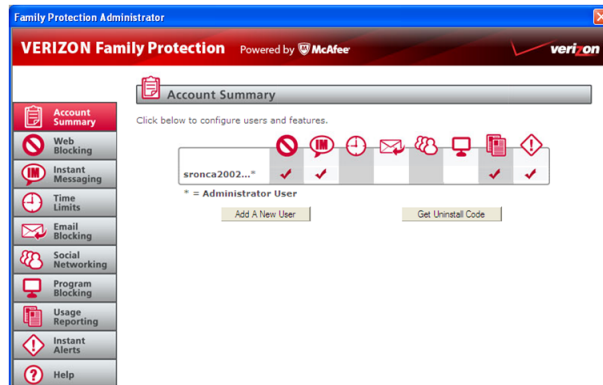 Family Protection Administrator
VERIZON Family Protection Powered by McAfee
verizon
Account Summary
Click below to configure users and features.
IM
sronca2002...*
* = Administrator User
Add A New User
Get Uninstall Code
Account
Summary
Web
Blocking
IM
Instant
Messaging
Time
Limits
Email
Blocking
Social
Networking
Program
Blocking
Usage
Reporting
Instant
Alerts
Help